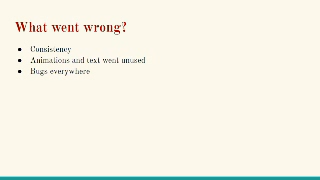 What went wrong?
● Consistency
● Animations and text went unused
● Bugs everywhere